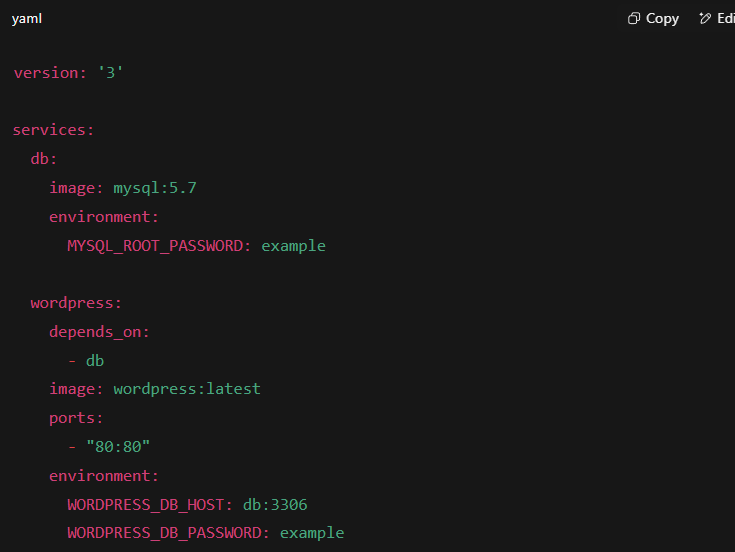 yaml
Copy
Edi
version: '3'
services:
  db:
    image: mysql:5.7
    environment:
      MYSQL_ROOT_PASSWORD: example
  wordpress:
    depends_on:
      - db
    image: wordpress:latest
    ports:
      - "80:80"
    environment:
      WORDPRESS_DB_HOST: db:3306
      WORDPRESS_DB_PASSWORD: example